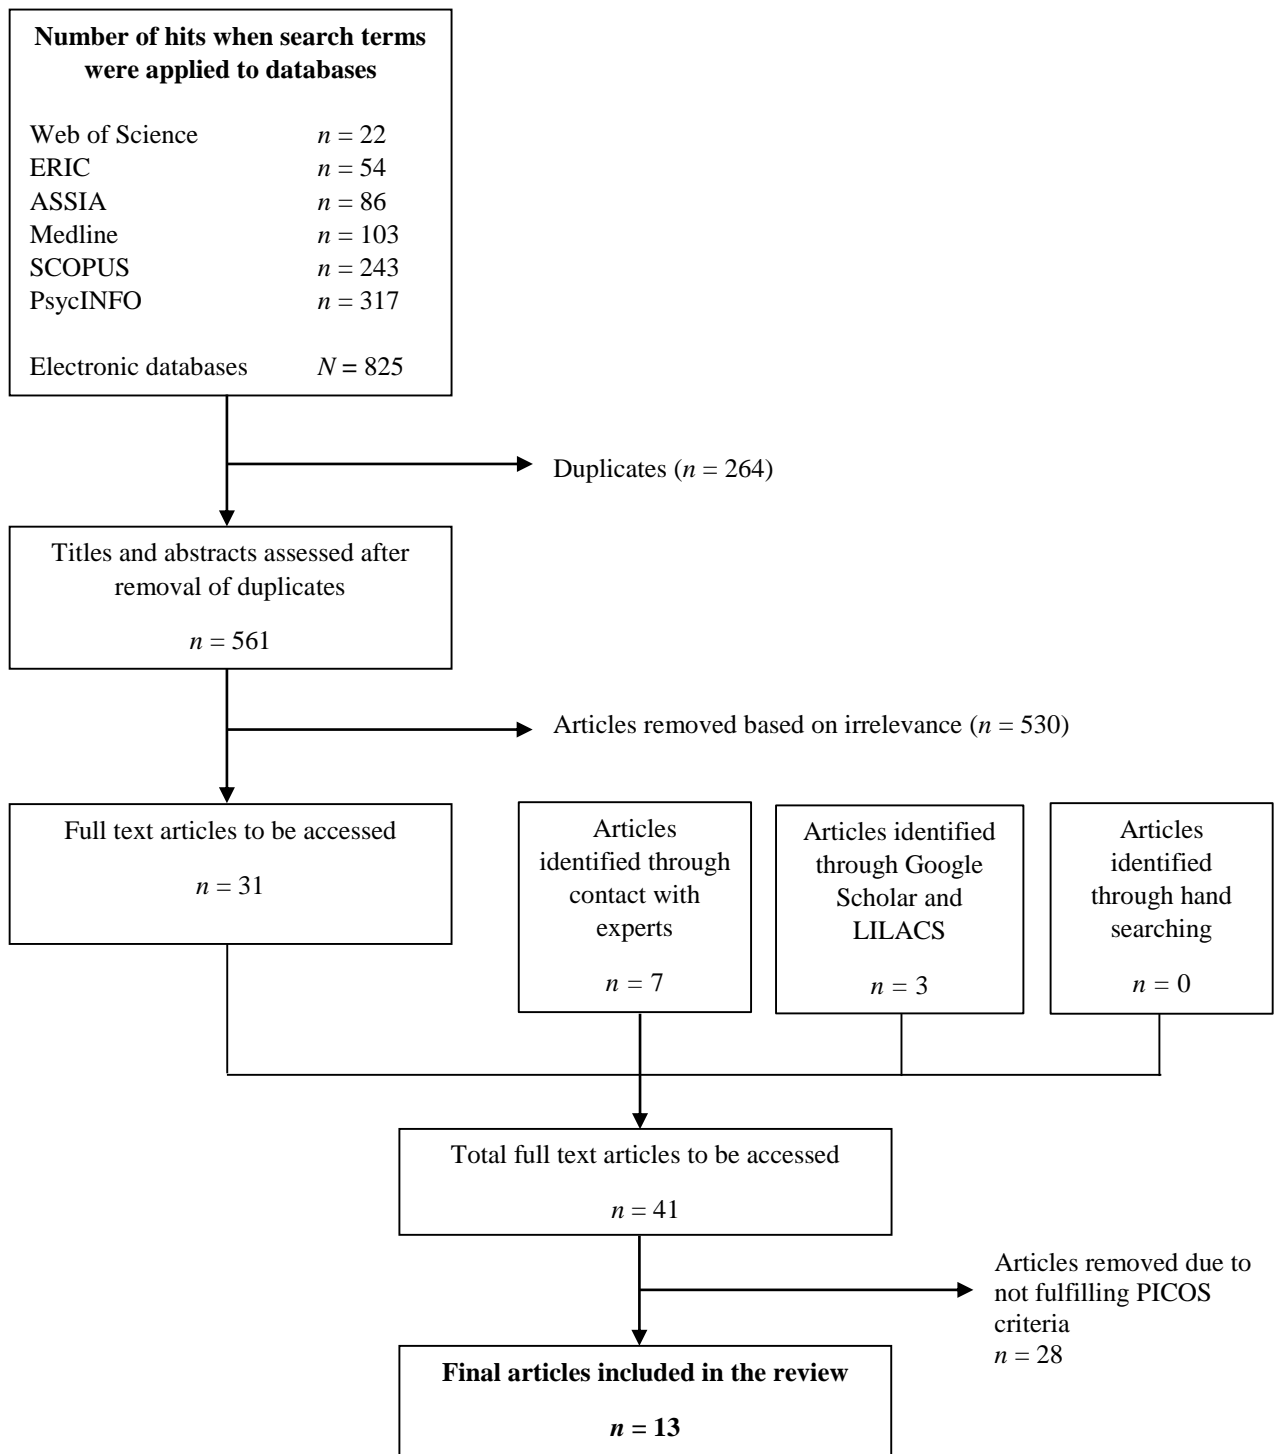 Number of hits when search terms
were applied to databases
Web of Science n = 22
ERIC n = 54
ASSIA n = 86
Medline n = 103
SCOPUS n = 243
PsycINFO n = 317
Electronic databases N = 825
Duplicates (n = 264)
Titles and abstracts assessed after
removal of duplicates
n = 561
Articles removed based on irrelevance (n = 530)
Full text articles to be accessed
n = 31
Articles
identified through
contact with
experts
n = 7
Articles identified
through Google
Scholar and
LILACS
n = 3
Articles
identified
through hand
searching
n = 0
Total full text articles to be accessed
n = 41
Articles removed due to
not fulfilling PICOS
criteria
n = 28
Final articles included in the review
n = 13